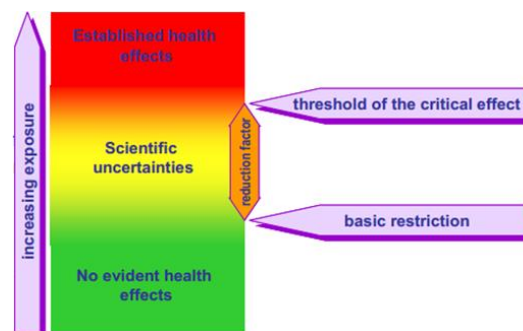 Established health
effects
increasing exposure
threshold of the critical effect
Scientific
uncertainties
reduction factor
basic restriction
No evident health
effects